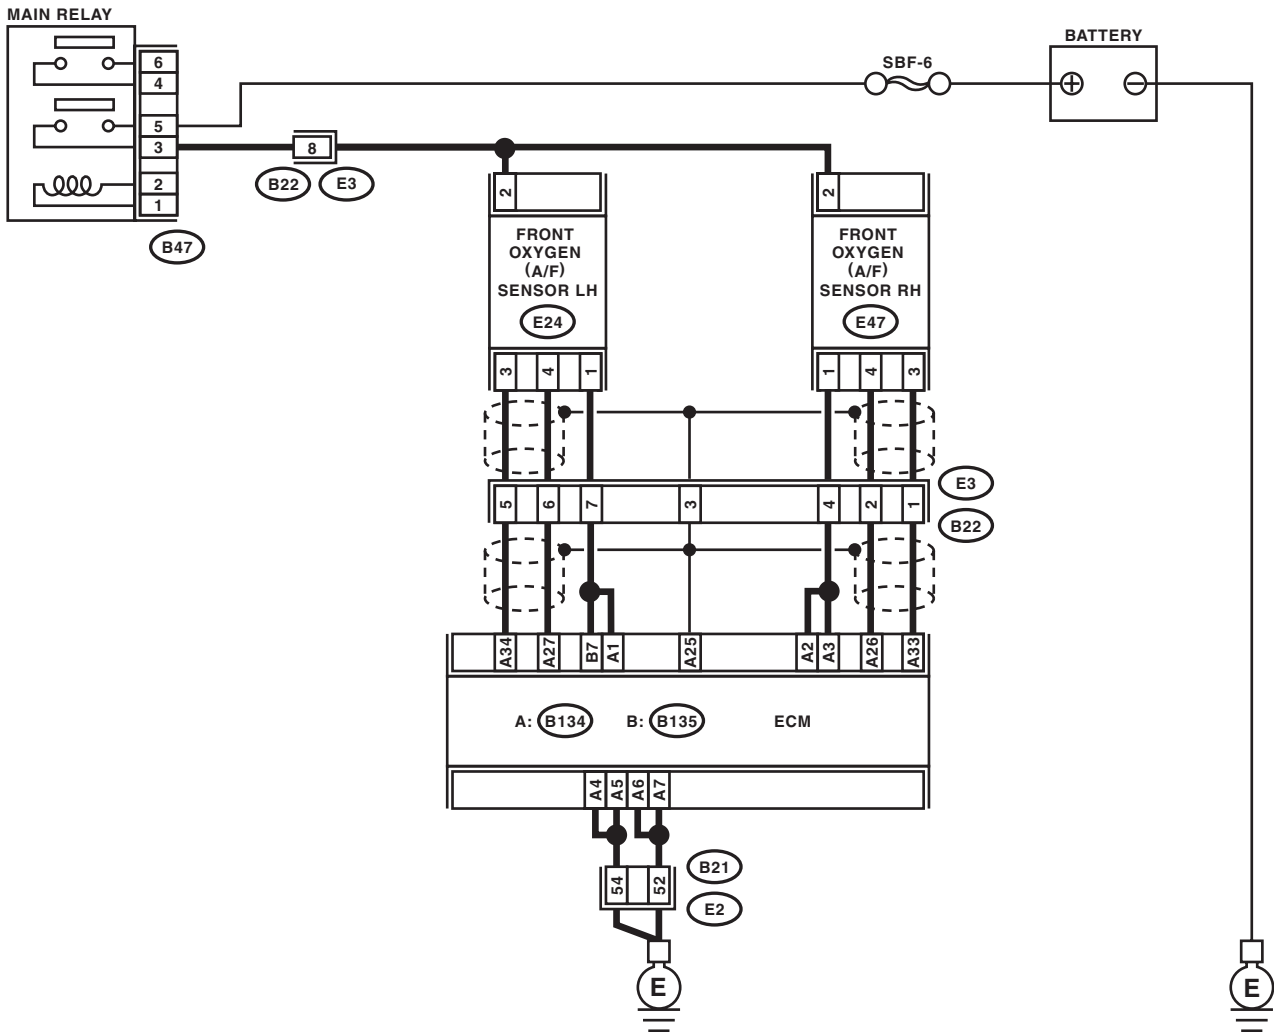 MAIN RELAY
6
4
5
3
2
1
B47
8
B22 E3
SBF-6
BATTERY
+ −
2
FRONT
OXYGEN
(A/F)
SENSOR LH
E24
3 4 1
2
FRONT
OXYGEN
(A/F)
SENSOR RH
E47
1 4 3
5 6 7 3 4 2 1
E3
B22
A34 A27 B7 A1 A25 A2 A3 A26 A33
A: B134 B: B135 ECM
A4 A5 A6 A7
54 52
B21
E2
E
E